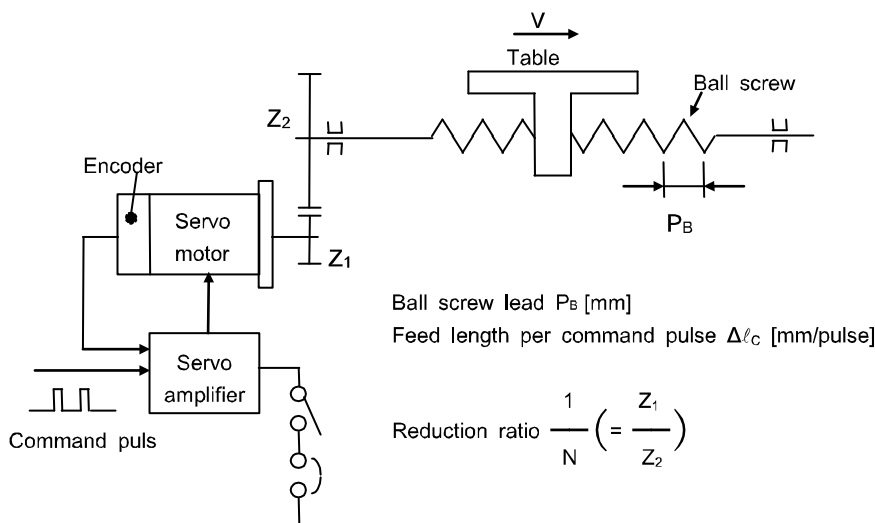 V
Table
Ball screw
Z2
Encoder
PB
Servo
motor
Z1
Ball screw lead PB [mm]
Feed length per command pulse ΔℓC [mm/pulse]
Servo
amplifier
Command puls
Reduction ratio 1/N (= Z1/Z2)